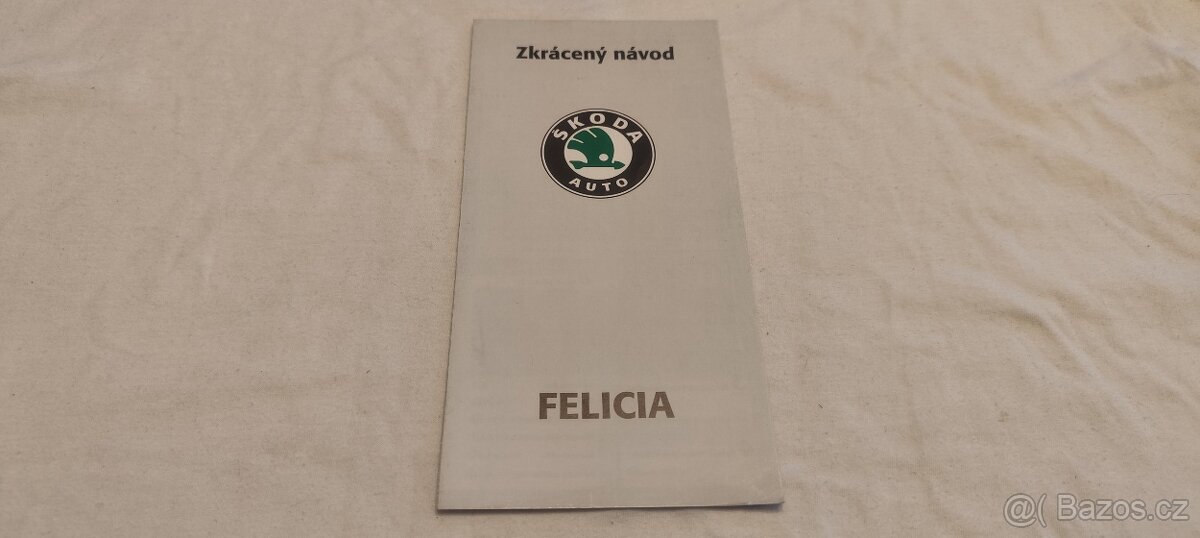 Zkrácený návod
ŠKODA
AUTO
FELICIA
@( Bazos.cz